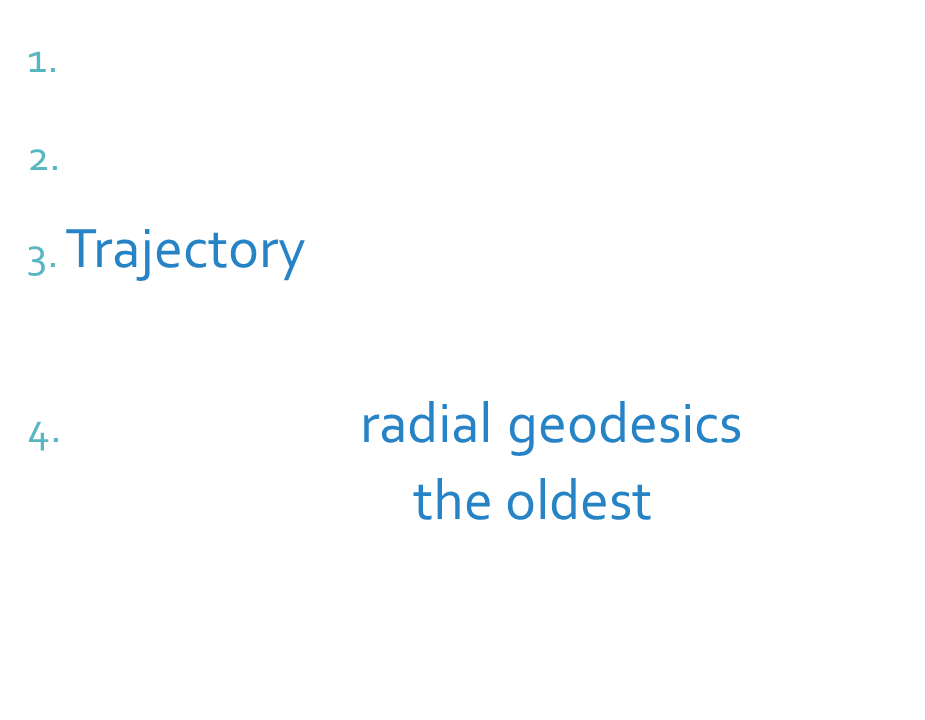 1.
2.
3. Trajectory
4. radial geodesics
the oldest